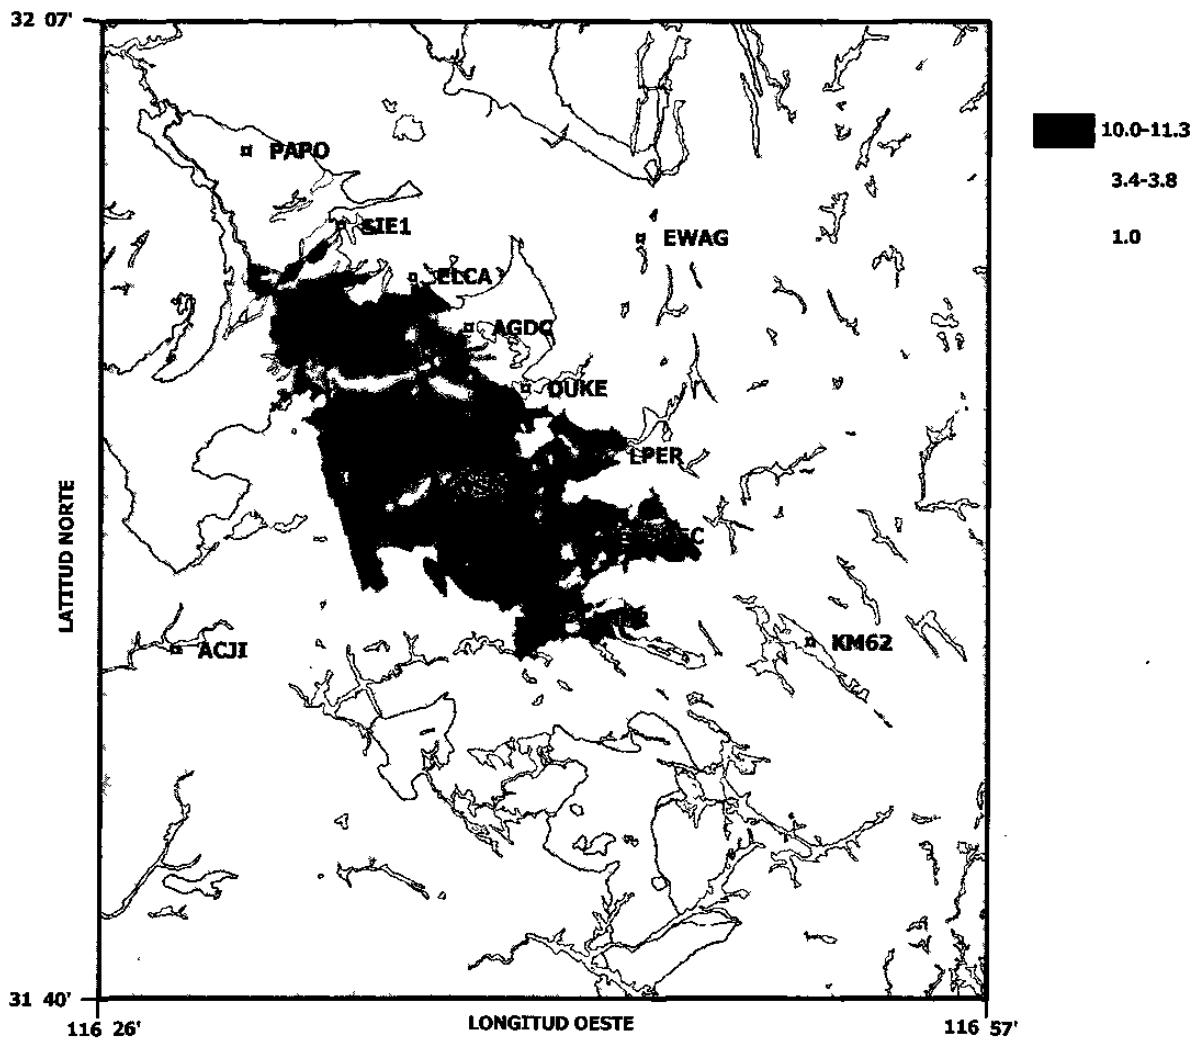 32 07'
10.0-11.3
PAPO
3.4-3.8
SIE1
EWAG
1.0
ELCA
AGDC
DUKE
LPER
LATITUD NORTE
KM62
ACJI
31 40'
116 26'
LONGITUD OESTE
116 57'